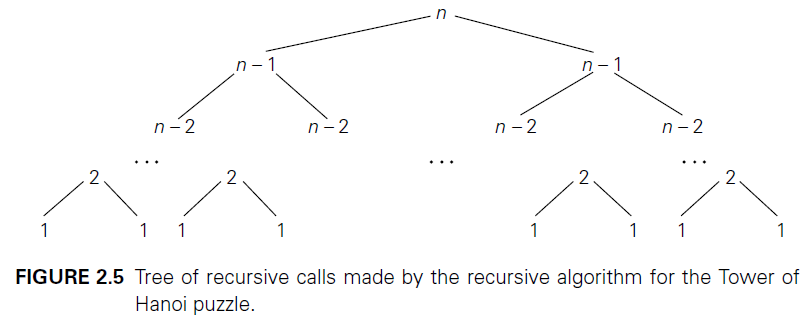 n
n – 1 n – 1
n – 2 n – 2 n – 2 n – 2
... ... ...
2 2 2 2
1 1 1 1 1 1 1 1
FIGURE 2.5 Tree of recursive calls made by the recursive algorithm for the Tower of
Hanoi puzzle.